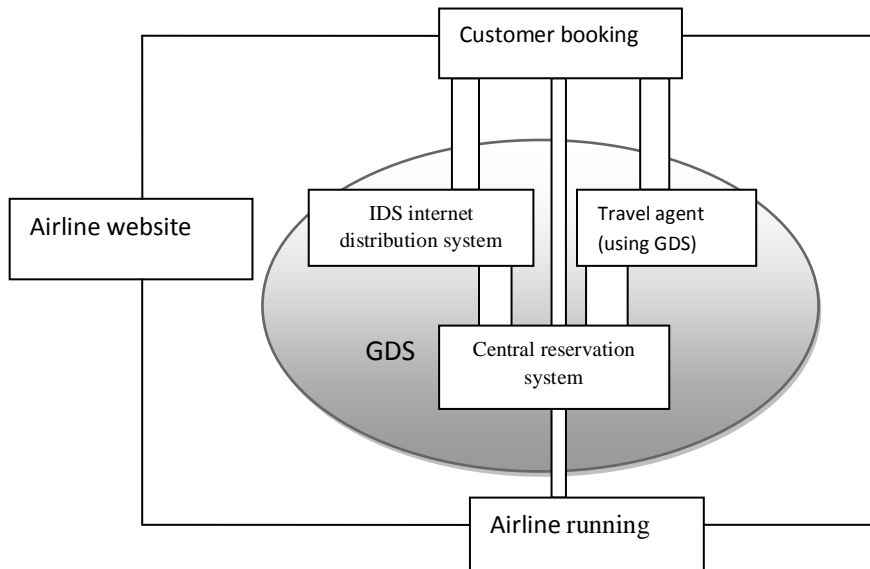 Customer booking
Airline website
IDS internet
distribution system
Travel agent
(using GDS)
GDS
Central reservation
system
Airline running